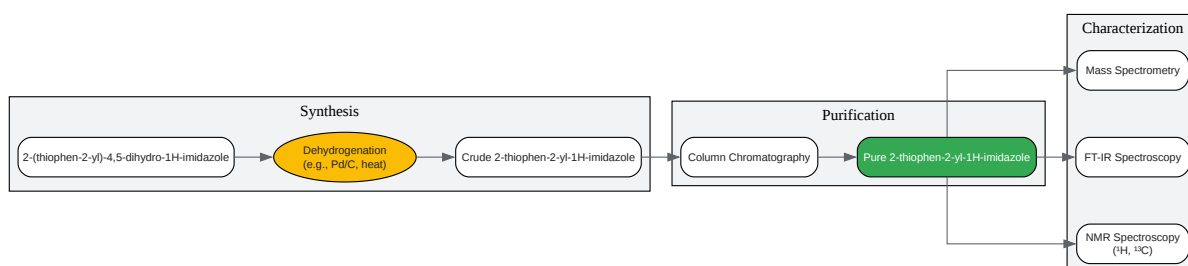 Synthesis
2-(thiophen-2-yl)-4,5-dihydro-1H-imidazole
Dehydrogenation
(e.g., Pd/C, heat)
Crude 2-thiophen-2-yl-1H-imidazole
Purification
Column Chromatography
Pure 2-thiophen-2-yl-1H-imidazole
Characterization
Mass Spectrometry
FT-IR Spectroscopy
NMR Spectroscopy
(¹H, ¹³C)